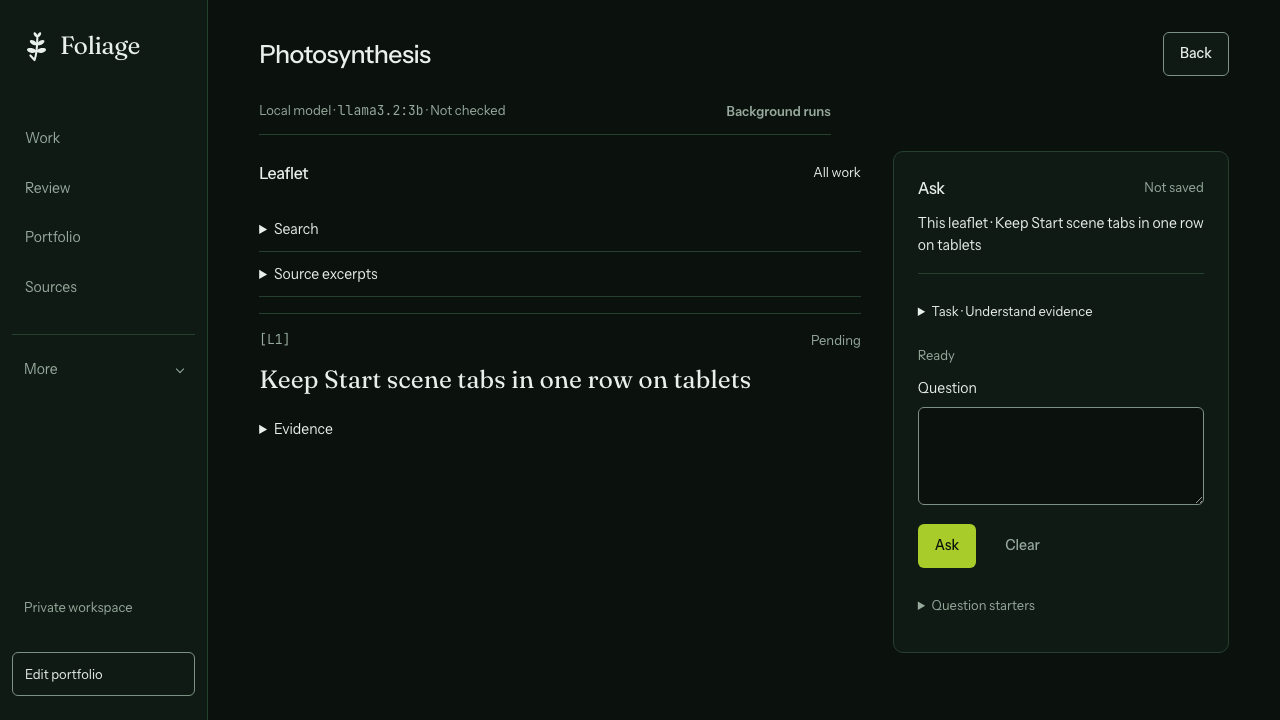 Foliage
Work
Review
Portfolio
Sources
More
Private workspace
Edit portfolio
Photosynthesis
Back
Local model · llama3.2:3b · Not checked
Background runs
Leaflet
All work
Search
Source excerpts
[L1]
Pending
Keep Start scene tabs in one row on tablets
Evidence
Ask
Not saved
This leaflet · Keep Start scene tabs in one row
on tablets
Task · Understand evidence
Ready
Question
Ask
Clear
Question starters